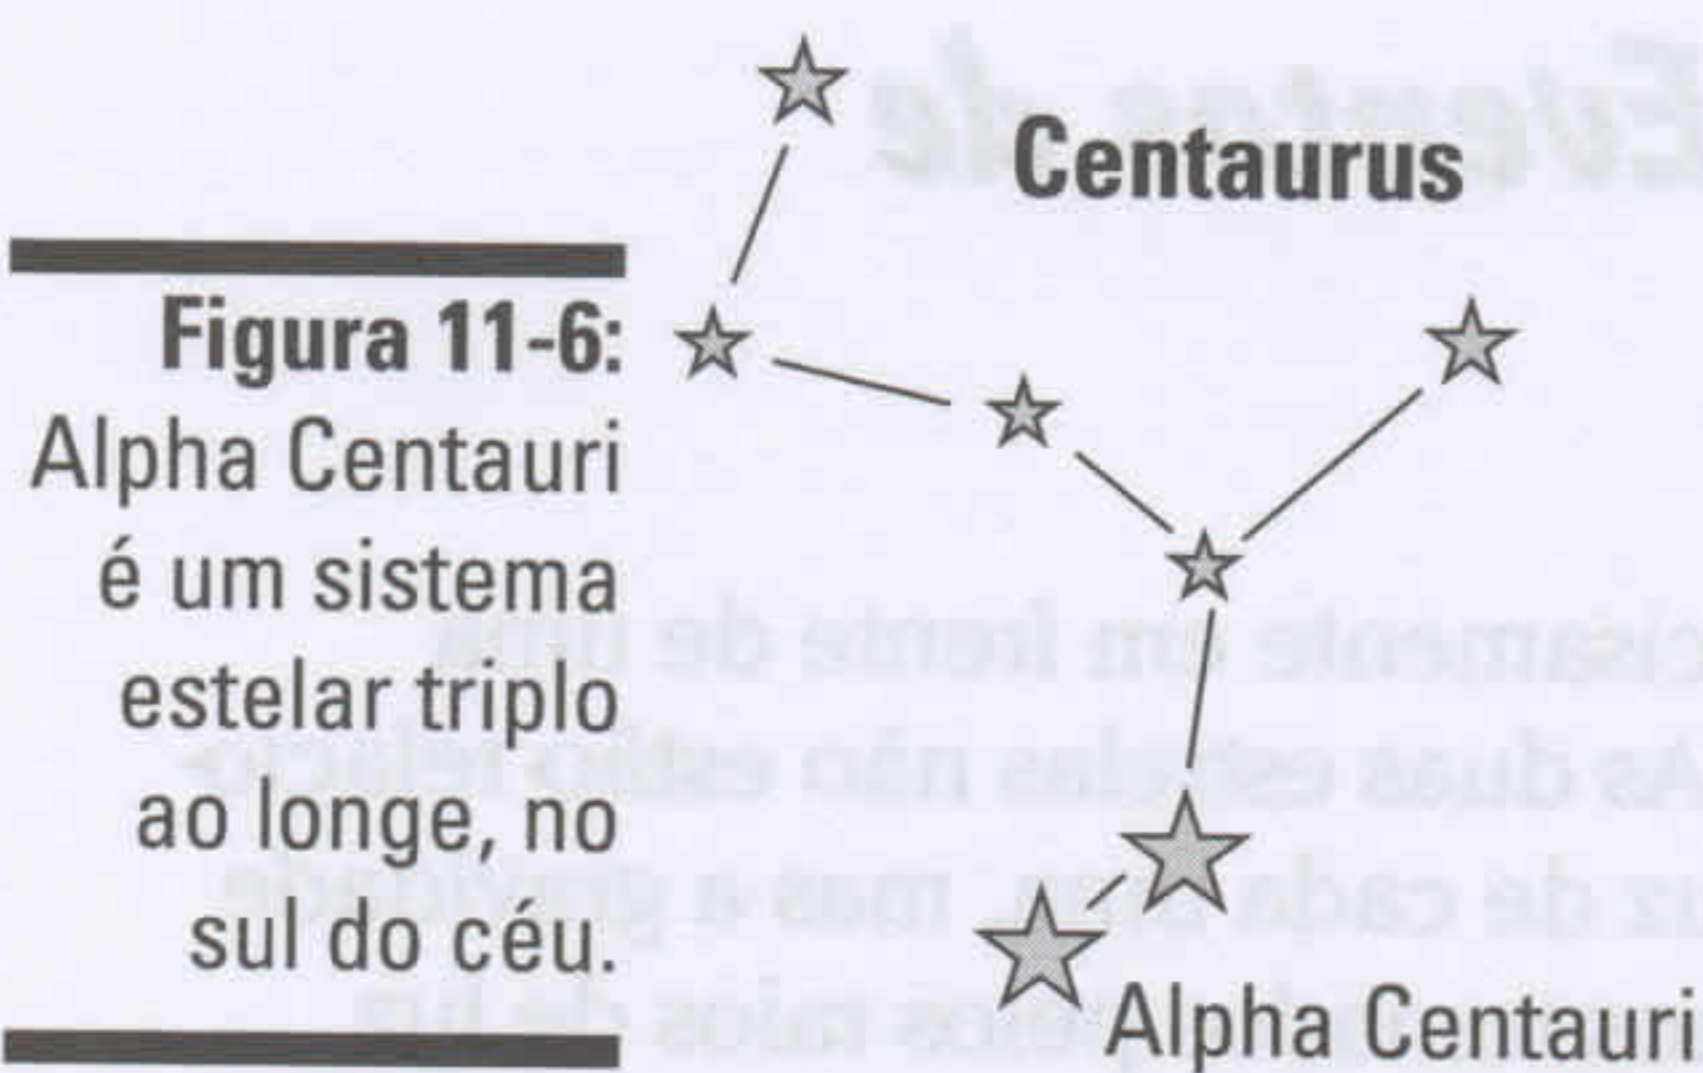 Centaurus
Figura 11-6:
Alpha Centauri
é um sistema
estelar triplo
ao longe, no
sul do céu.
Alpha Centauri